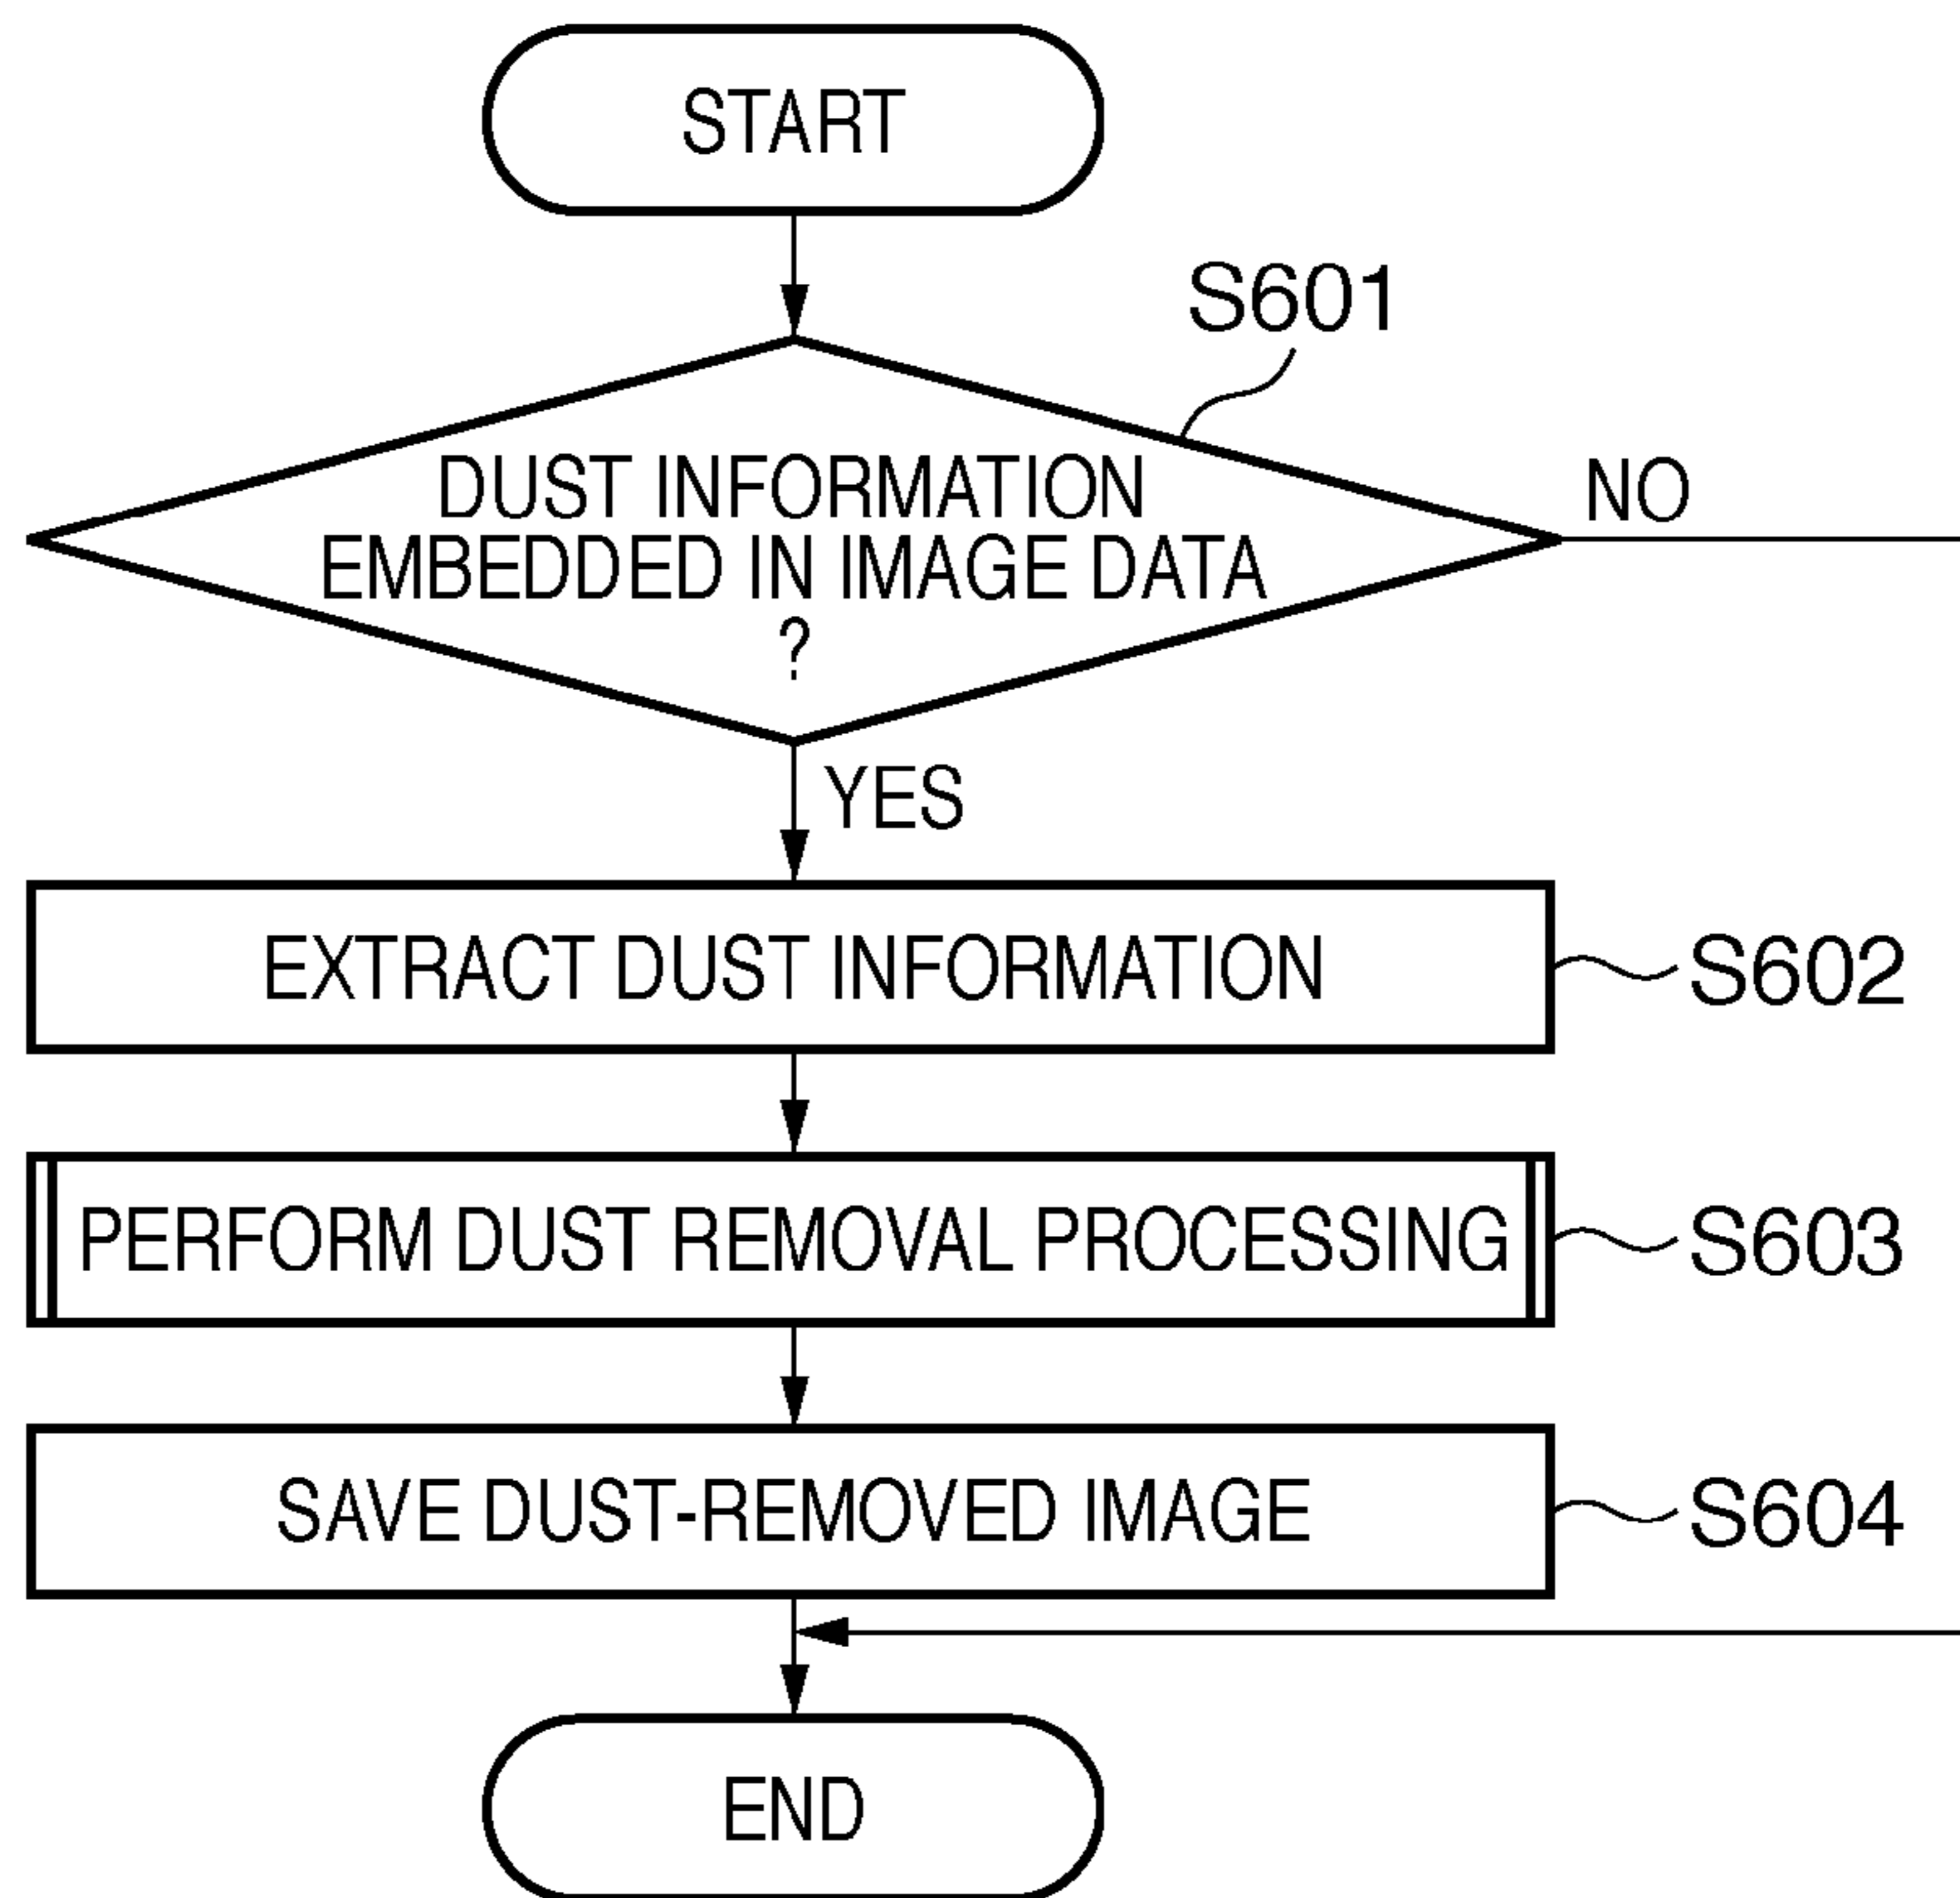 START
S601
DUST INFORMATION
EMBEDDED IN IMAGE DATA
?
NO
YES
EXTRACT DUST INFORMATION
S602
PERFORM DUST REMOVAL PROCESSING
S603
SAVE DUST-REMOVED IMAGE
S604
END